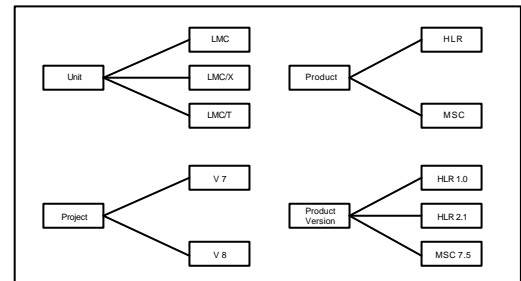 LMC
HLR
Unit
LMC/X
Product
LMC/T
MSC
V 7
HLR 1.0
Project
Product
Version
HLR 2.1
V 8
MSC 7.5